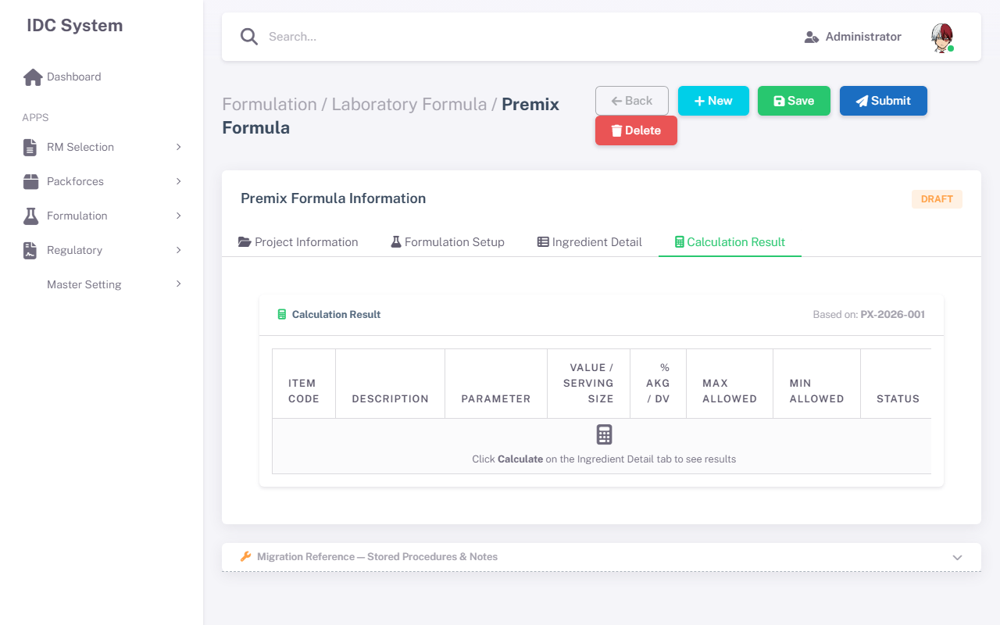 IDC System
Search...
Administrator
Dashboard
APPS
RM Selection
Packforces
Formulation
Regulatory
Master Setting
Formulation / Laboratory Formula / Premix
Formula
Back
New
Save
Submit
Delete
Premix Formula Information
DRAFT
Project Information
Formulation Setup
Ingredient Detail
Calculation Result
Calculation Result
Based on: PX-2026-001
ITEM
CODE
DESCRIPTION
PARAMETER
VALUE /
SERVING
SIZE
%
AKG
/ DV
MAX
ALLOWED
MIN
ALLOWED
STATUS
Click Calculate on the Ingredient Detail tab to see results
Migration Reference — Stored Procedures & Notes